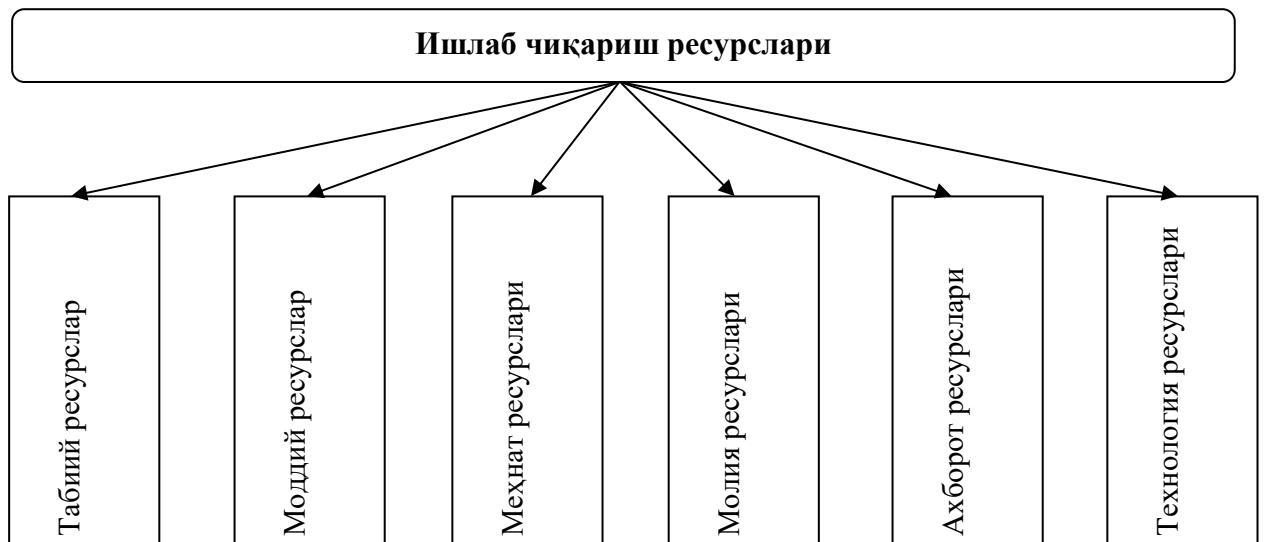 Ишлаб чиқариш ресурслари
Табиий ресурслар
Моддий ресурслар
Меҳнат ресурслари
Молия ресурслари
Ахборот ресурслари
Технология ресурслари